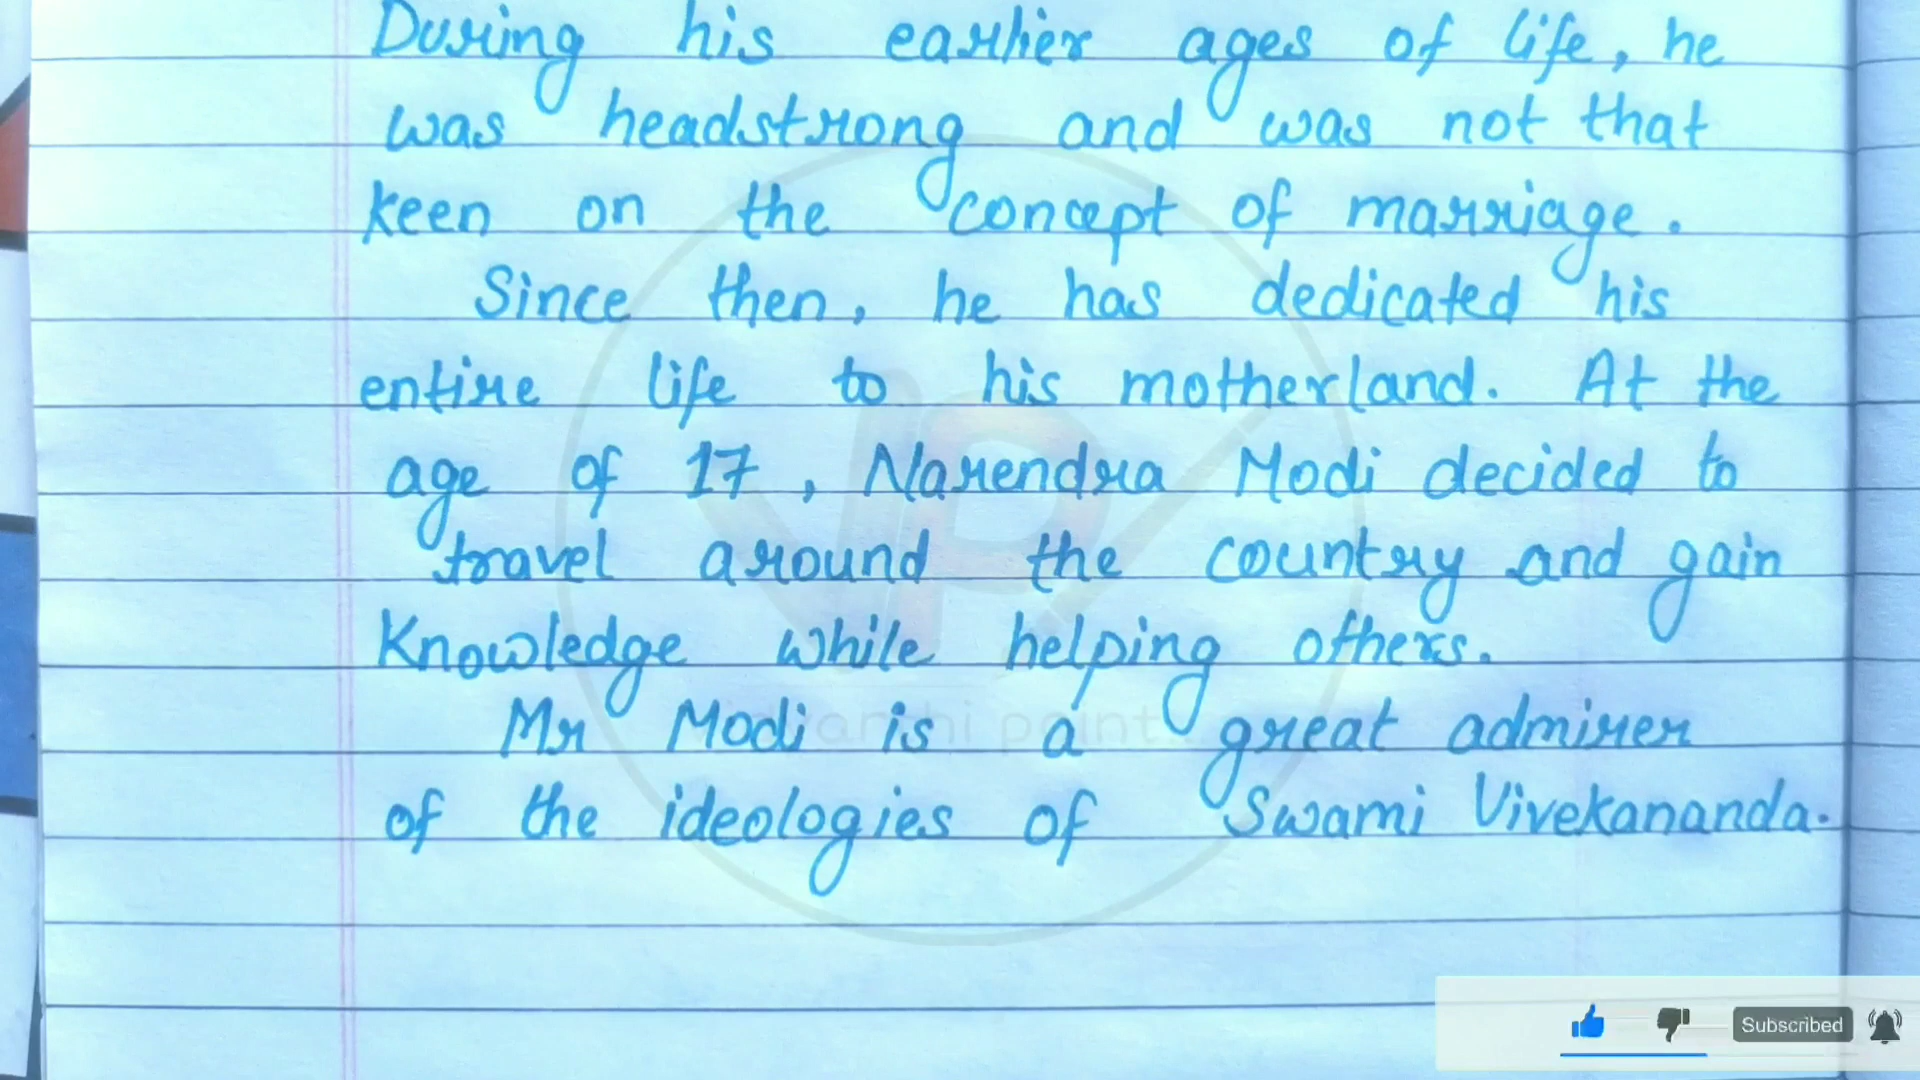 During his earlier ages of life, he
was headstrong and was not that
keen on the concept of marriage.
Since then, he has dedicated his
entire life to his motherland. At the
age of 17, Narendra Modi decided to
travel around the country and gain
Knowledge while helping others.
Mr Modi is a great admirer
of the ideologies of Swami Vivekananda.
Subscribed